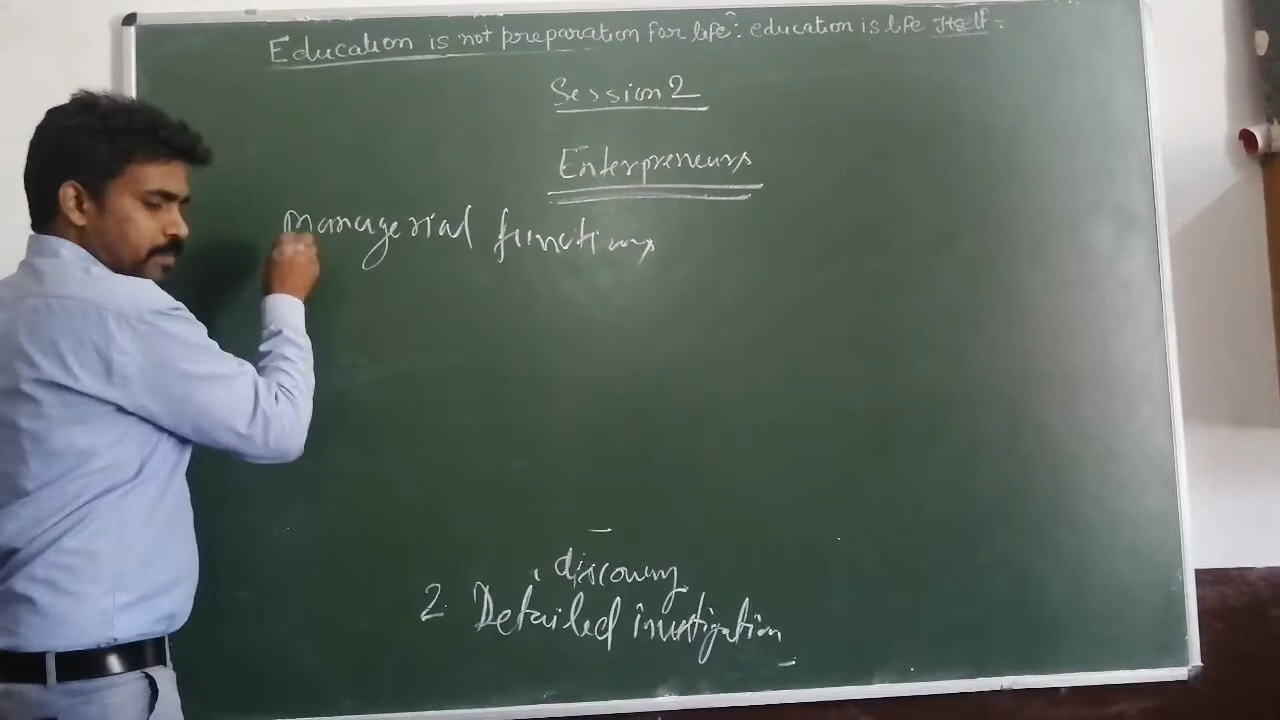 Education is not preparation for life: education is life itself.
Session 2
Enterpreneurs
Managerial functions
discovery
2. Detailed investigation